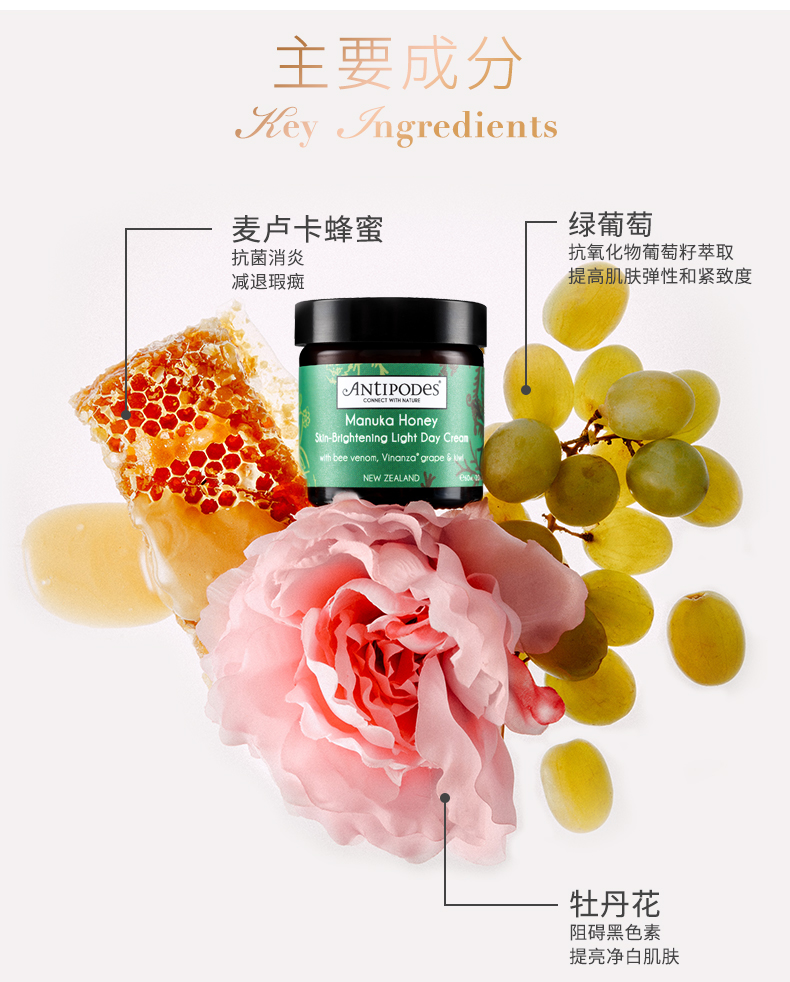 主要成分
Key Ingredients
麦卢卡蜂蜜
抗菌消炎
减退瑕癍
绿葡萄
抗氧化物葡萄籽萃取
提高肌肤弹性和紧致度
ANTIPODES®
CONNECT WITH NATURE
Manuka Honey
Skin-Brightening Light Day Cream
with bee venom, Vinanza® grape & kiwi
NEW ZEALAND
牡丹花
阻碍黑色素
提亮净白肌肤